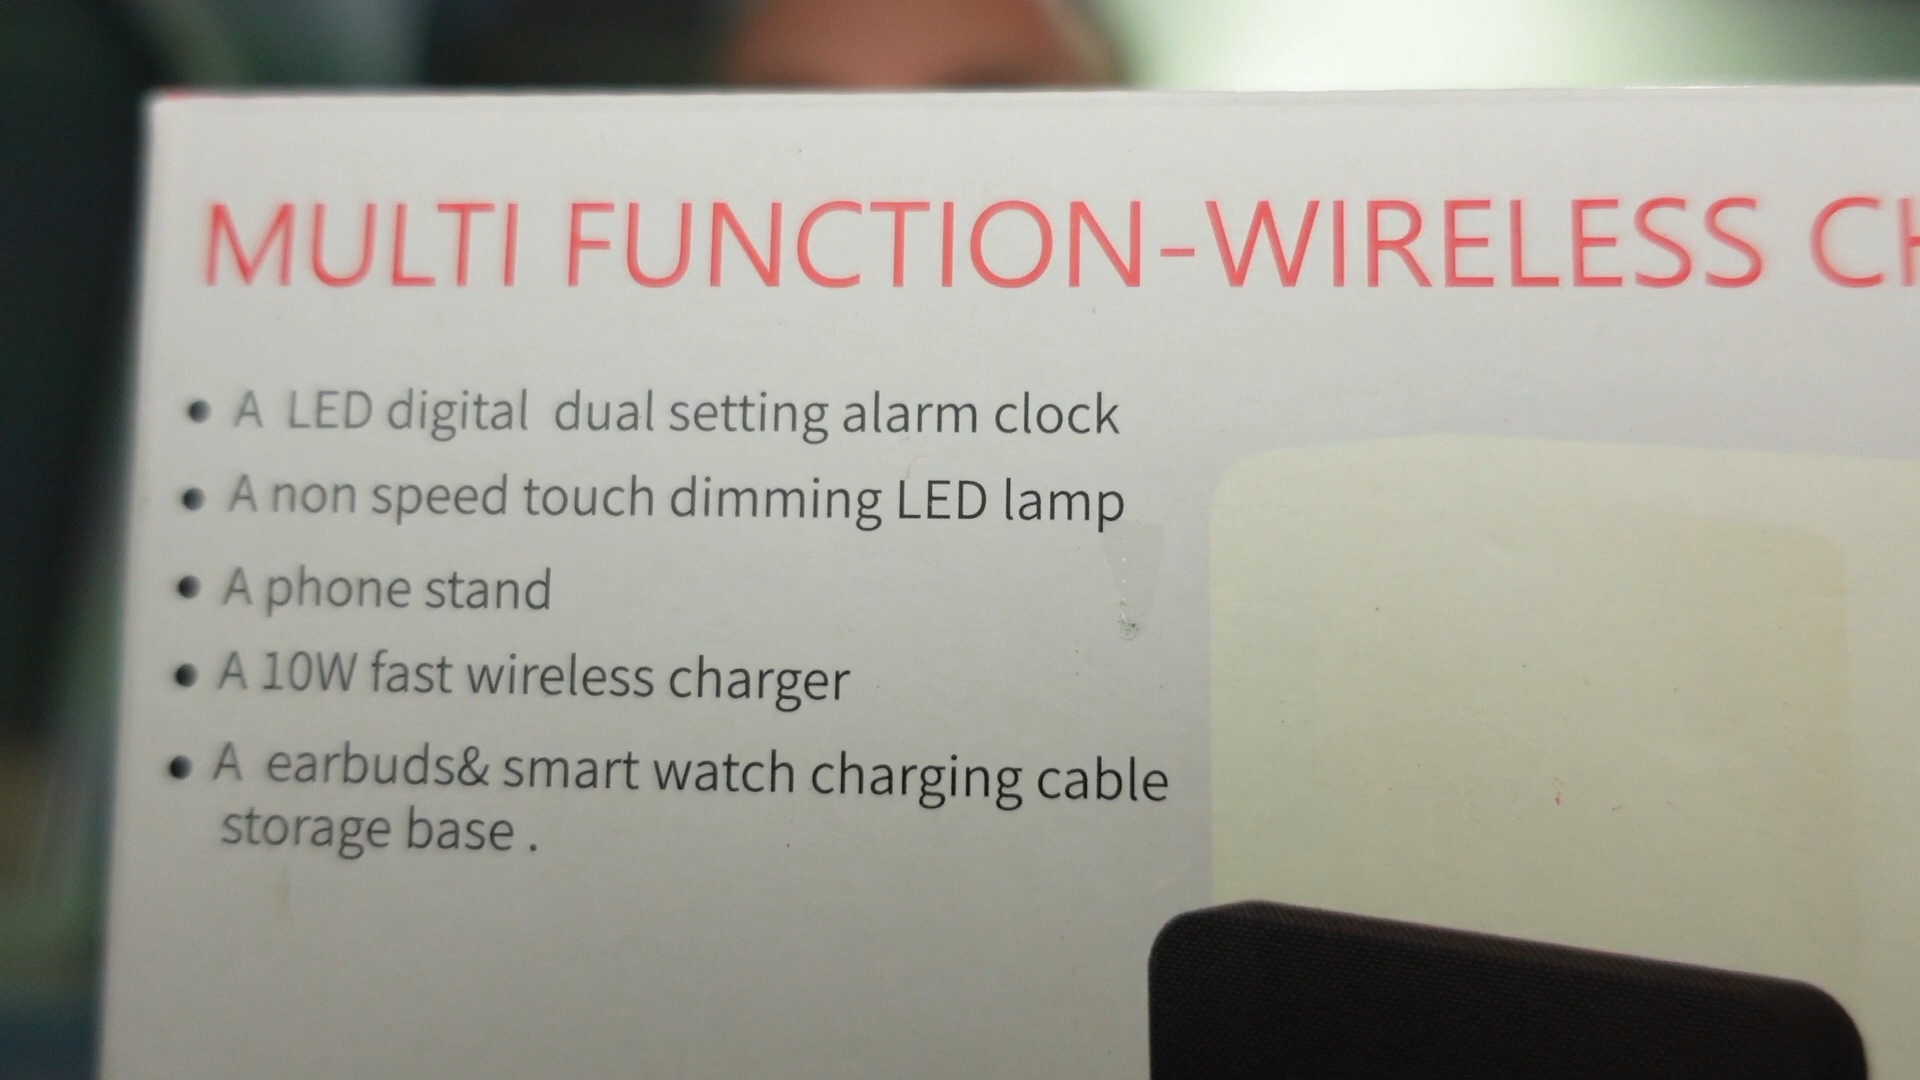 MULTI FUNCTION-WIRELESS CH
• A LED digital dual setting alarm clock
• A non speed touch dimming LED lamp
• A phone stand
• A 10W fast wireless charger
• A earbuds& smart watch charging cable
storage base .